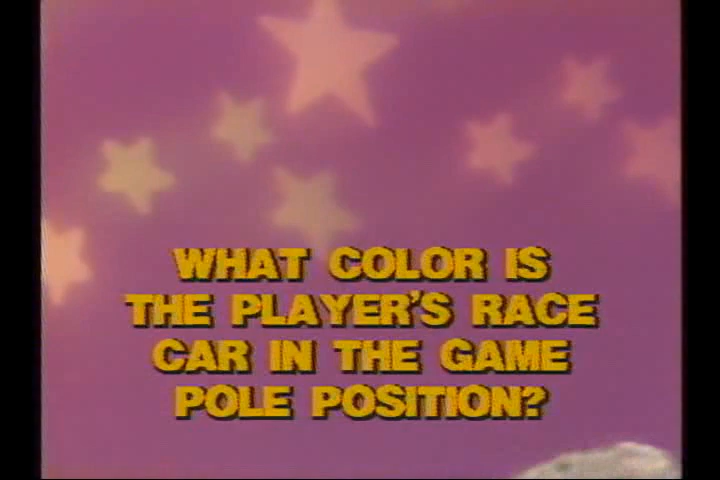 WHAT COLOR IS
THE PLAYER'S RACE
CAR IN THE GAME
POLE POSITION?